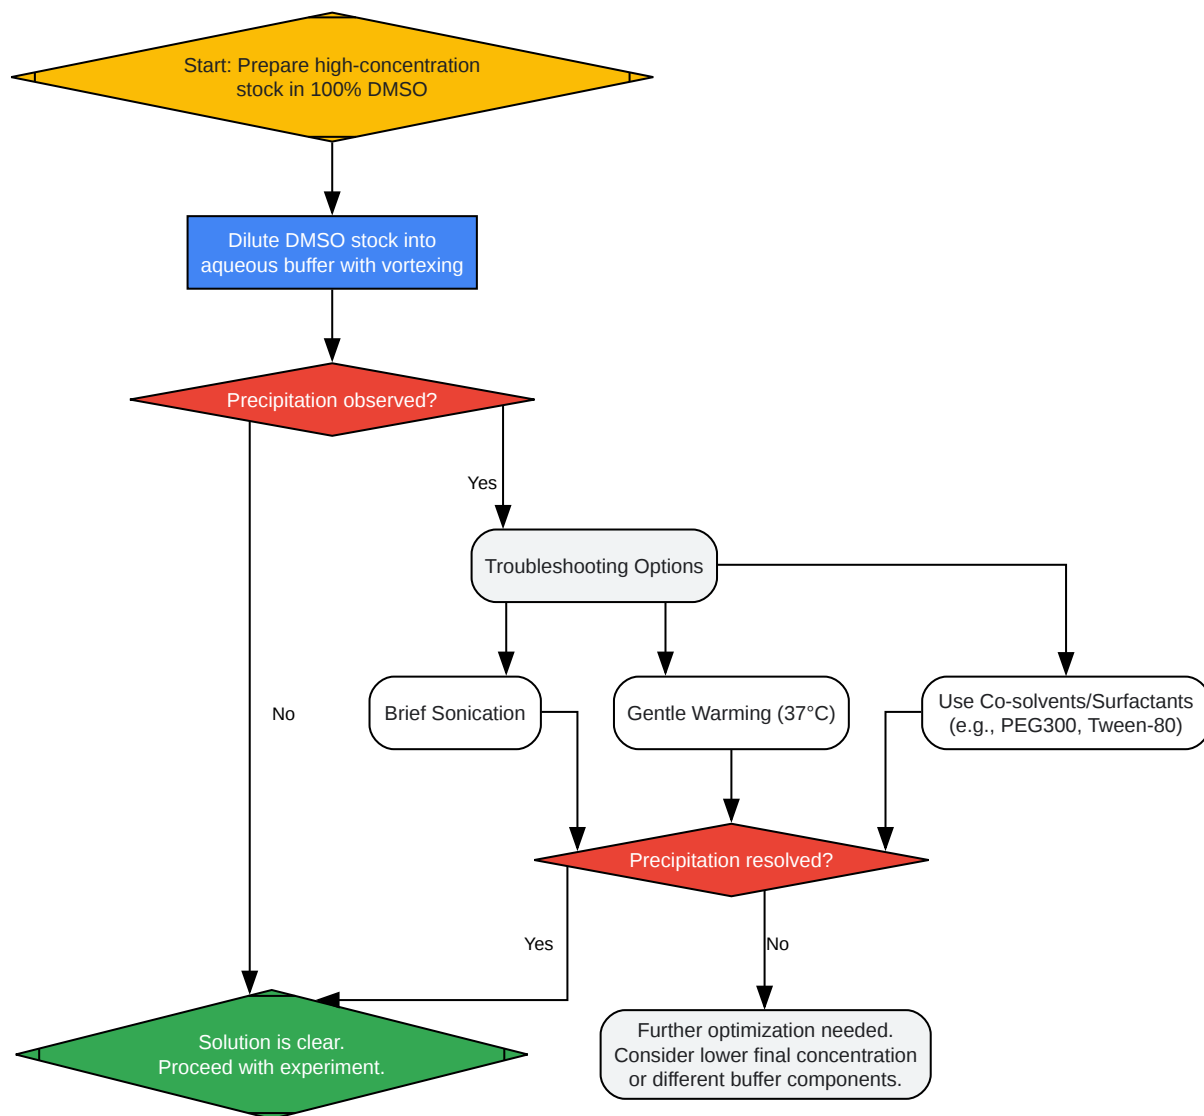 Start: Prepare high-concentration
stock in 100% DMSO
Dilute DMSO stock into
aqueous buffer with vortexing
Precipitation observed?
Yes
Troubleshooting Options
No
Brief Sonication
Gentle Warming (37°C)
Use Co-solvents/Surfactants
(e.g., PEG300, Tween-80)
Precipitation resolved?
Yes
No
Solution is clear.
Proceed with experiment.
Further optimization needed.
Consider lower final concentration
or different buffer components.